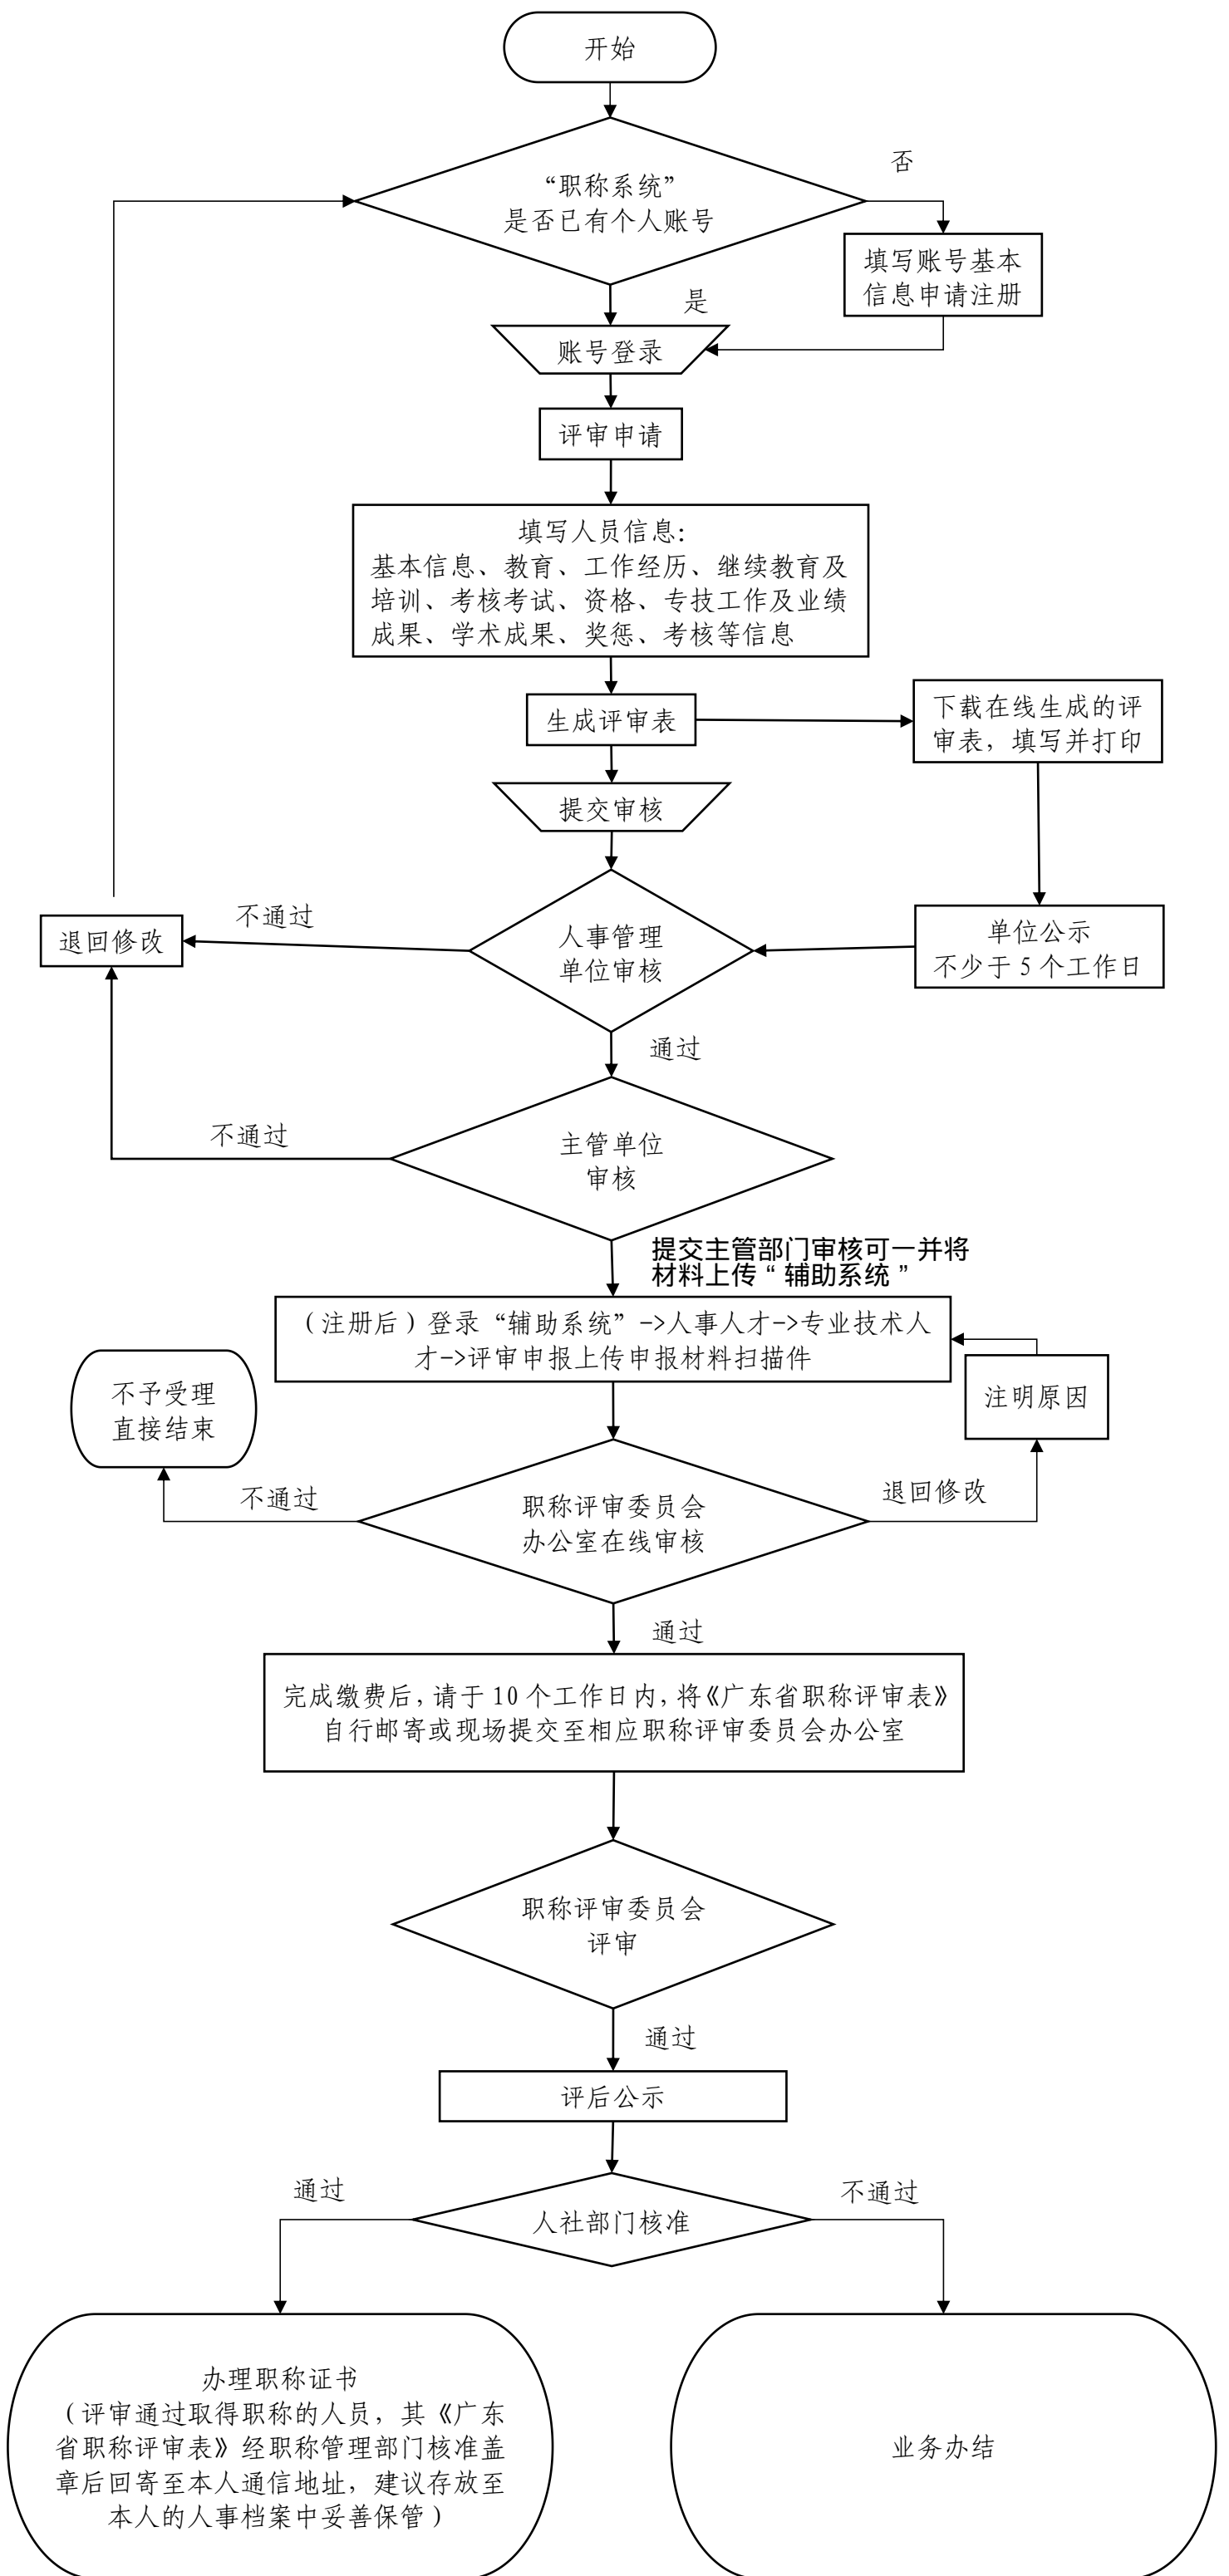 开始
“职称系统”
是否已有个人账号
否
填写账号基本
信息申请注册
是
账号登录
评审申请
填写人员信息：
基本信息、教育、工作经历、继续教育及
培训、考核考试、资格、专技工作及业绩
成果、学术成果、奖惩、考核等信息
生成评审表
下载在线生成的评
审表，填写并打印
提交审核
退回修改
不通过
人事管理
单位审核
单位公示
不少于 5 个工作日
通过
不通过
主管单位
审核
提交主管部门审核可一并将
材料上传“辅助系统”
（注册后）登录“辅助系统”->人事人才->专业技术人
才->评审申报上传申报材料扫描件
不予受理
直接结束
注明原因
不通过
职称评审委员会
办公室在线审核
退回修改
通过
完成缴费后，请于 10 个工作日内，将《广东省职称评审表》
自行邮寄或现场提交至相应职称评审委员会办公室
职称评审委员会
评审
通过
评后公示
通过
人社部门核准
不通过
办理职称证书
（评审通过取得职称的人员，其《广东
省职称评审表》经职称管理部门核准盖
章后回寄至本人通信地址，建议存放至
本人的人事档案中妥善保管）
业务办结